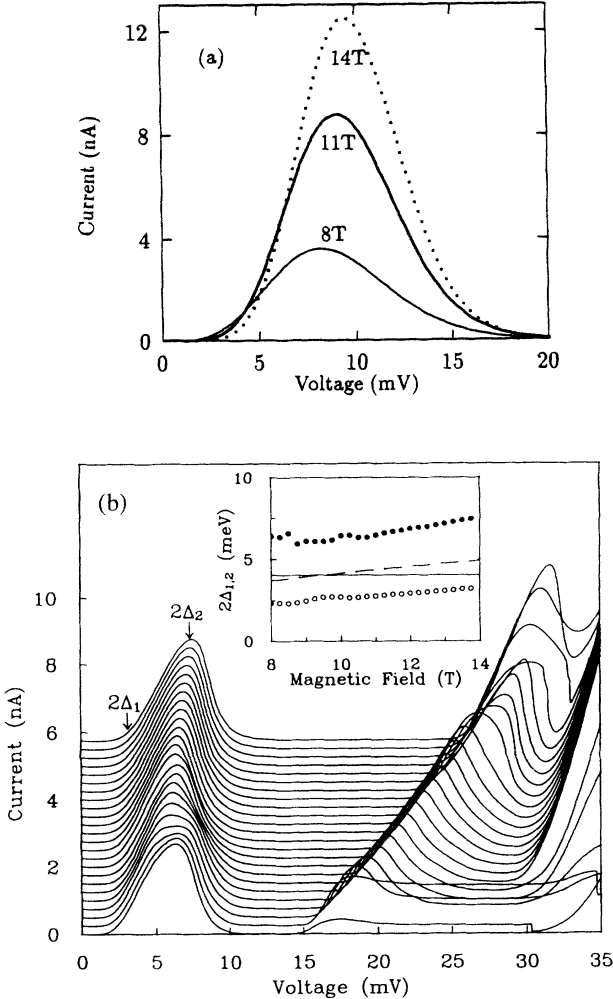 (a)
12
8
4
0
Current (nA)
14T
11T
8T
0
5
10
15
20
Voltage (mV)
(b)
10
8
6
4
2
0
Current (nA)
2Δ₁
2Δ₂
10
5
0
2Δ₁,₂ (meV)
8
10
12
14
Magnetic Field (T)
0
5
10
15
20
25
30
35
Voltage (mV)